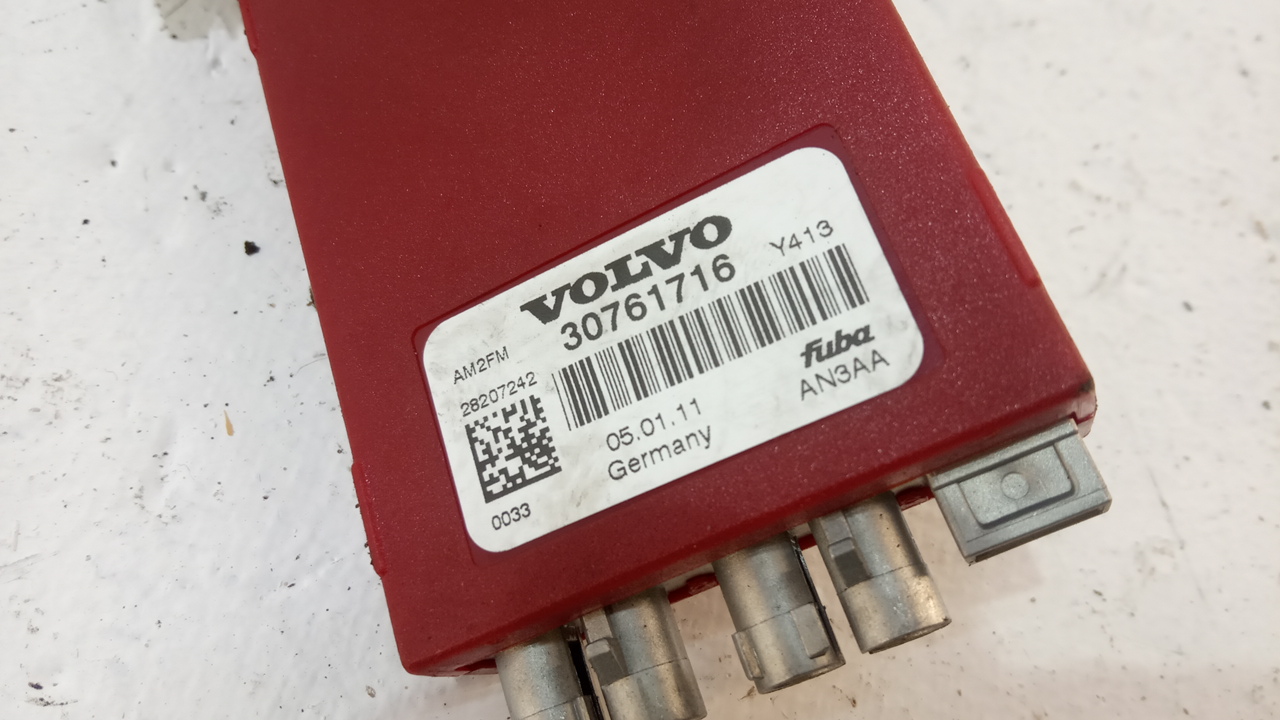 VOLVO
30761716
Y413
AM2FM
28207242
0033
05.01.11
Germany
fuba
AN3AA